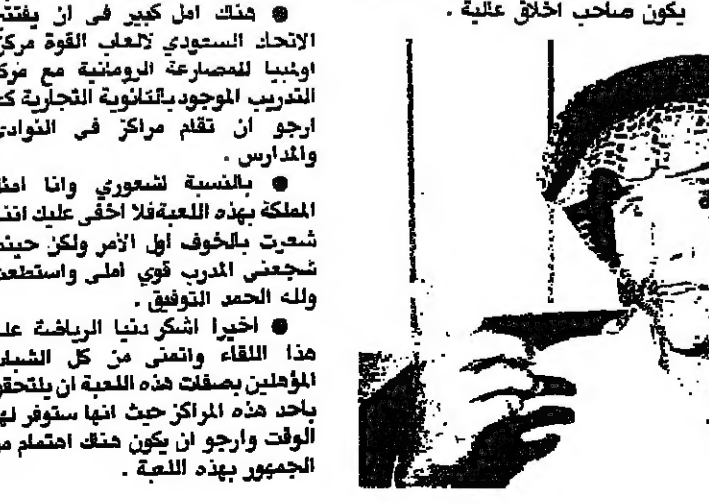 يكون صاحب اخلاق عالية .
● هناك امل كبير في ان يفتتح
الاتحاد السعودي لالعاب القوة مركزا
اولمبيا للمصارعة الرومانية مع مركز
التدريب الموجود بالثانوية التجارية كما
ارجو ان تقام مراكز في النوادي
والمدارس .
● بالنسبة لشعوري وانا امثل
المملكة بهذه اللعبة فلا اخفي عليك انني
شعرت بالخوف اول الأمر ولكن حينما
شجعني المدرب قوي املي واستطعت
ولله الحمد التوفيق .
● اخيرا اشكر دنيا الرياضة على
هذا اللقاء واتمنى من كل الشباب
المؤهلين بصفات هذه اللعبة ان يلتحقوا
باحد هذه المراكز حيث انها ستوفر لهم
الوقت وارجو ان يكون هناك اهتمام من
الجمهور بهذه اللعبة .